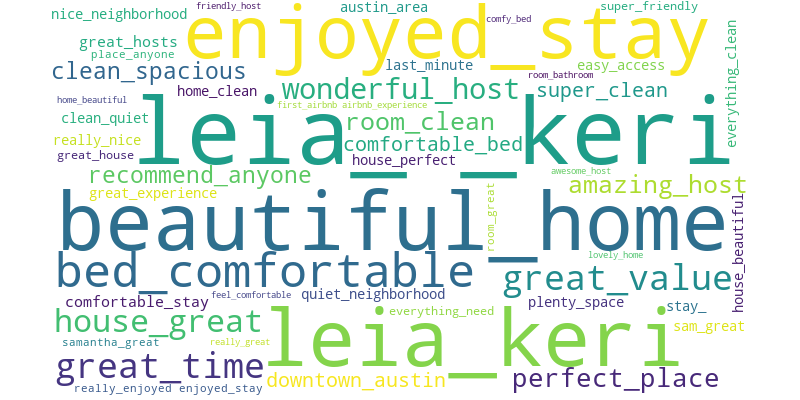 friendly_host
austin_area
super_friendly
nice_neighborhood
enjoyed_stay
comfy_bed
great_hosts
place_anyone
everything_clean
clean_spacious
last_minute
easy_access
room_bathroom
wonderful_host
super_clean
home_clean
home_beautiful
first_airbnb airbnb_experience
leia__keri
clean_quiet
room_clean
really_nice
comfortable_bed
great_house
house_perfect
recommend_anyone
awesome_host
amazing_host
great_experience
room_great
house_beautiful
beautiful_home
lovely_home
bed_comfortable
great_value
feel_comfortable
quiet_neighborhood
comfortable_stay
plenty_space
stay_
everything_need
house_great
leia_keri
sam_great
samantha_great
really_great
great_time
downtown_austin
perfect_place
really_enjoyed enjoyed_stay